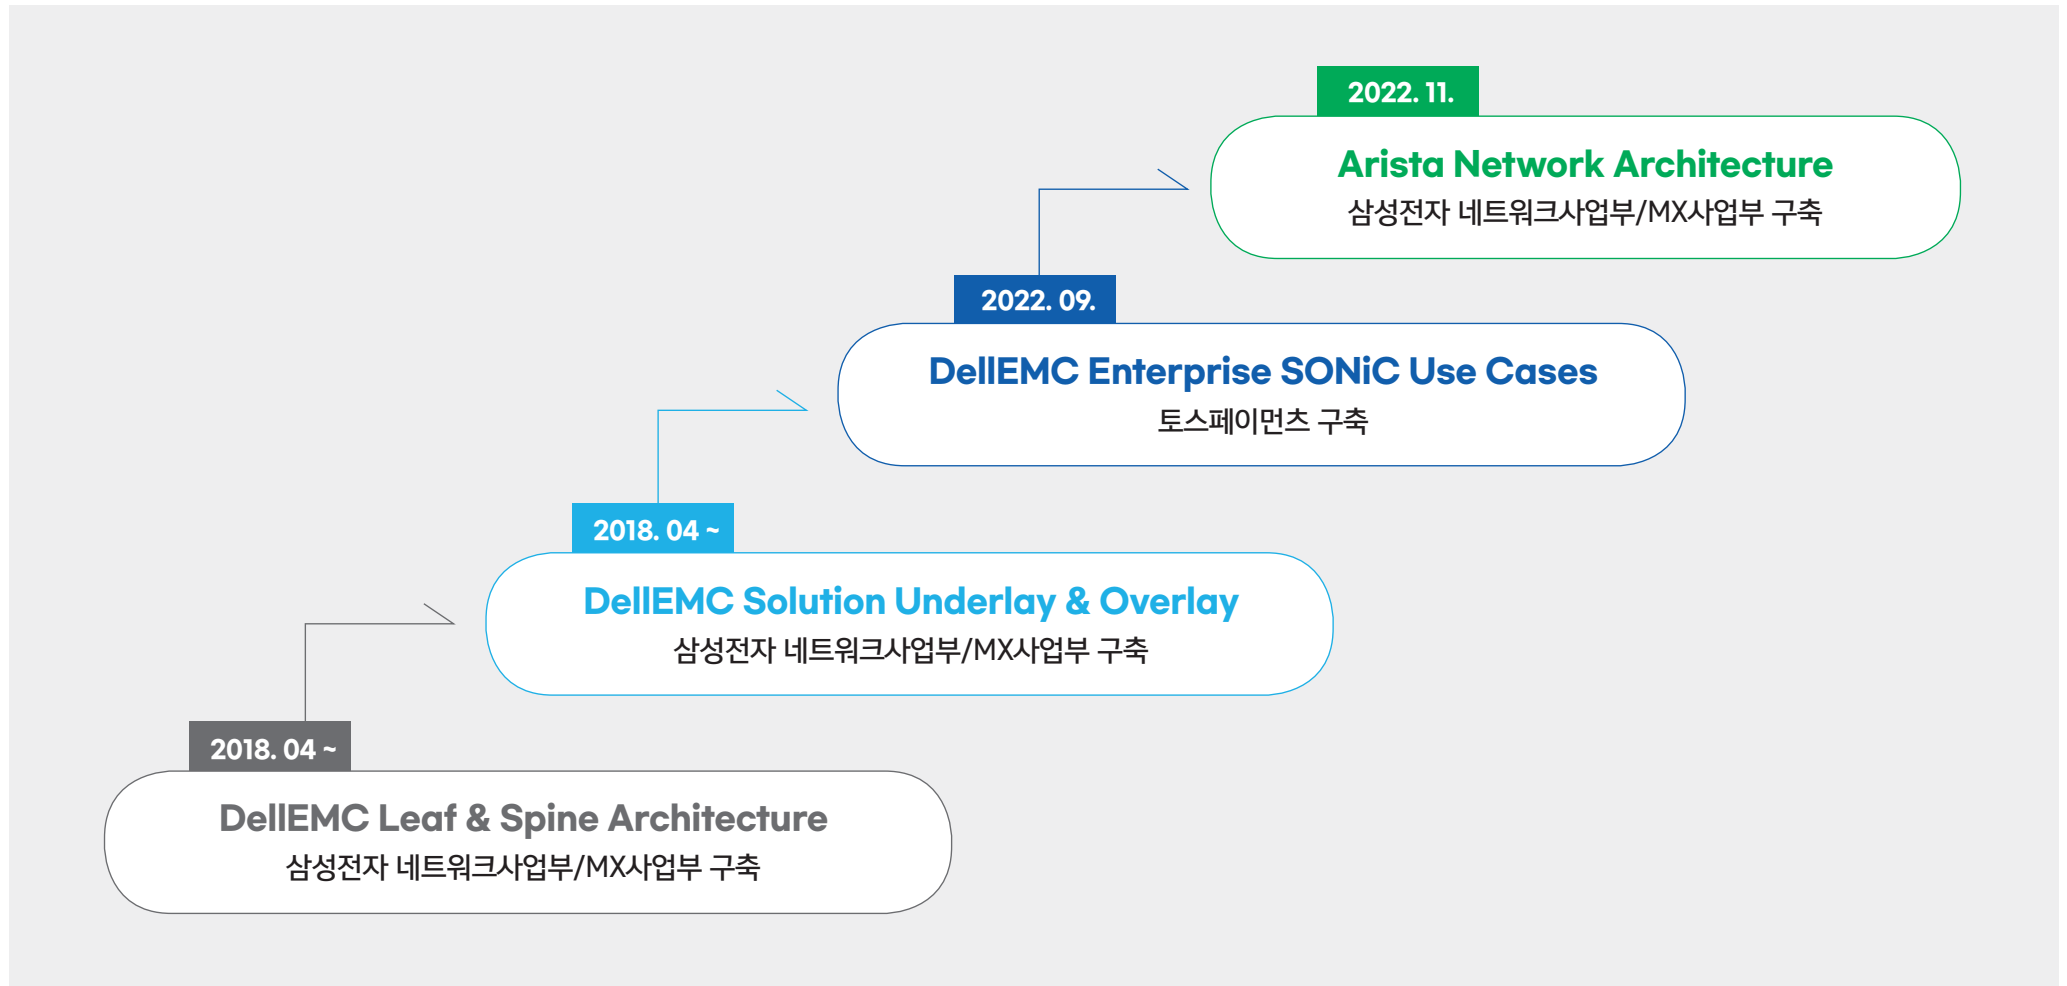 2022. 11.
Arista Network Architecture
삼성전자 네트워크사업부/MX사업부 구축
2022. 09.
DellEMC Enterprise SONiC Use Cases
토스페이먼츠 구축
2018. 04 ~
DellEMC Solution Underlay & Overlay
삼성전자 네트워크사업부/MX사업부 구축
2018. 04 ~
DellEMC Leaf & Spine Architecture
삼성전자 네트워크사업부/MX사업부 구축